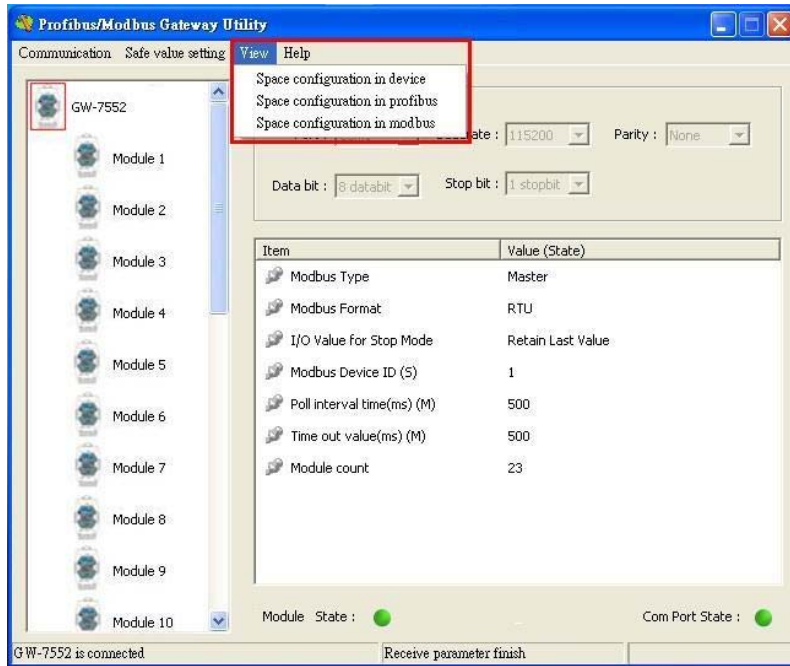 Profibus/Modbus Gateway Utility
Communication Safe value setting View Help
Space configuration in device
Space configuration in profibus
Space configuration in modbus
GW-7552
Module 1
Module 2
Module 3
Module 4
Module 5
Module 6
Module 7
Module 8
Module 9
Module 10
115200 Parity : None
Data bit : 8 databit Stop bit : 1 stopbit
Item Value (State)
Modbus Type Master
Modbus Format RTU
I/O Value for Stop Mode Retain Last Value
Modbus Device ID (S) 1
Poll interval time(ms) (M) 500
Time out value(ms) (M) 500
Module count 23
Module State : Com Port State :
GW-7552 is connected Receive parameter finish